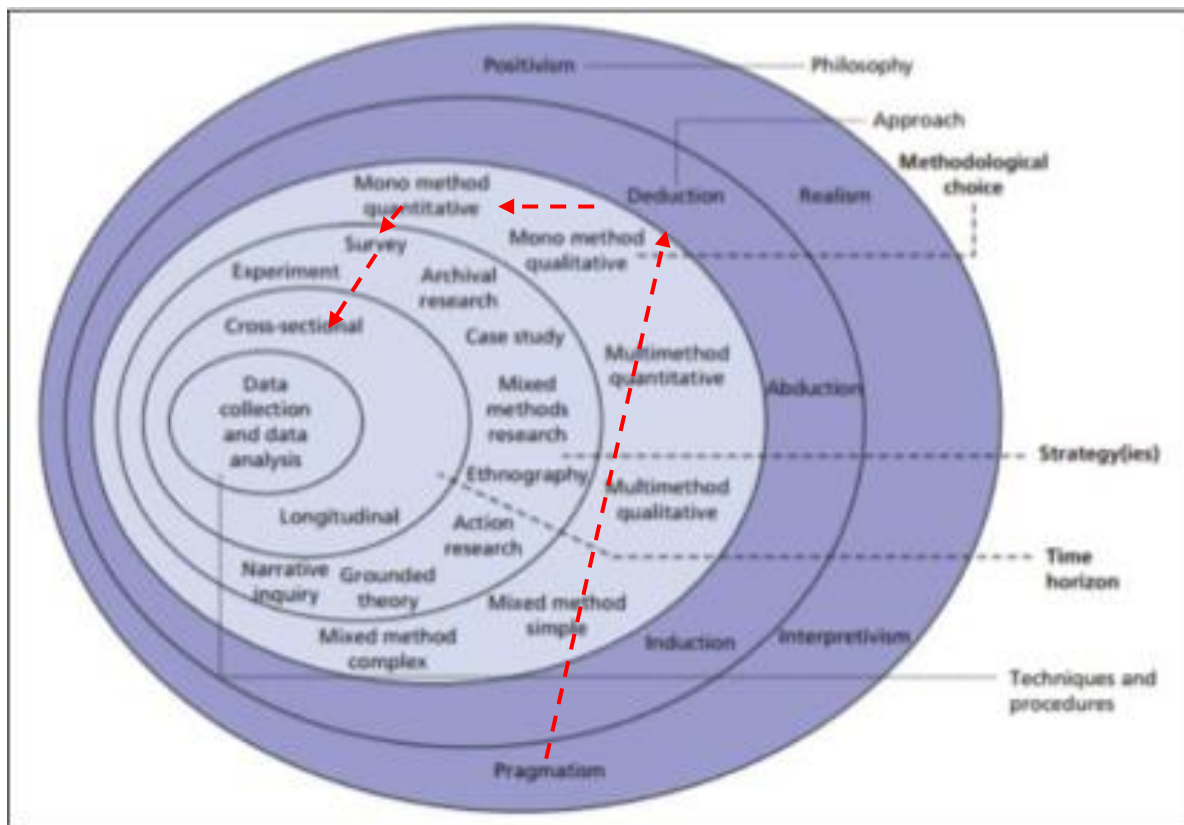 Positivism
Philosophy
Approach
Methodological
choice
Mono method
quantitative
Deduction
Realism
Mono method
qualitative
Survey
Experiment
Archival
research
Cross-sectional
Case study
Multimethod
quantitative
Abduction
Data
collection
and data
analysis
Mixed
methods
research
Strategy(ies)
Ethnography
Multimethod
qualitative
Longitudinal
Action
research
Time
horizon
Narrative
inquiry
Grounded
theory
Mixed method
simple
Mixed method
complex
Induction
Interpretivism
Techniques and
procedures
Pragmatism